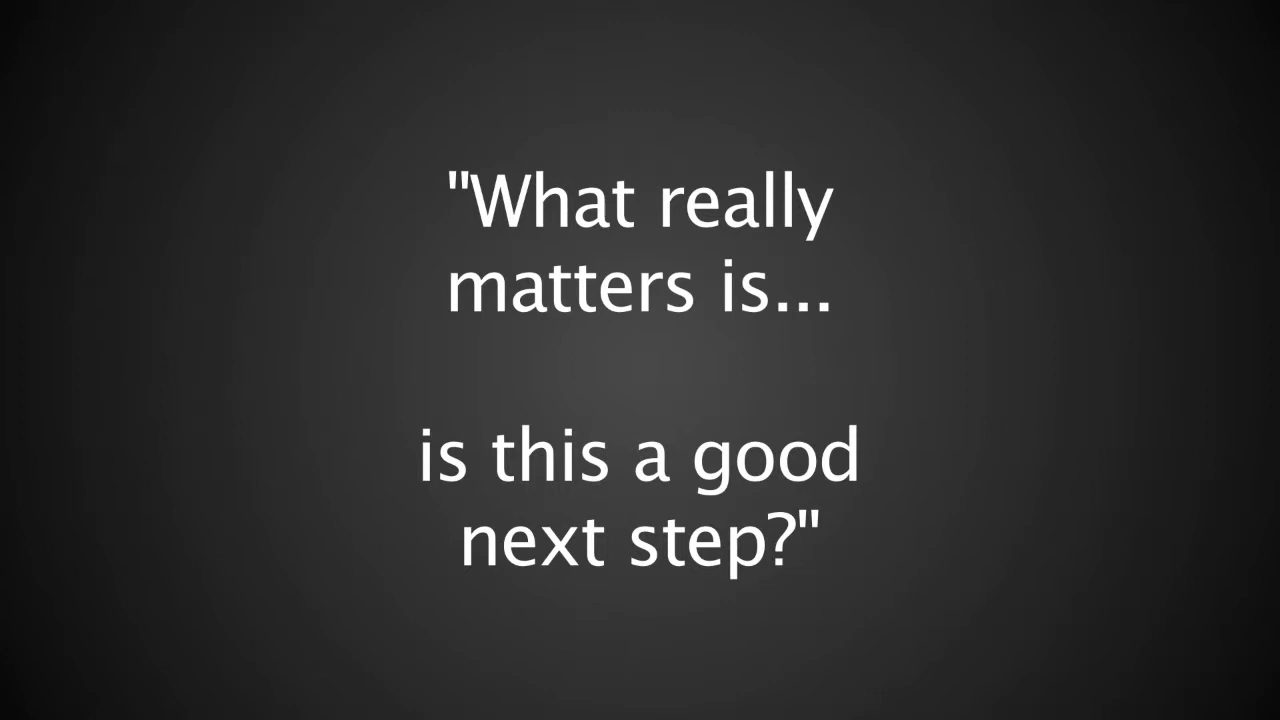 "What really
matters is...
is this a good
next step?"